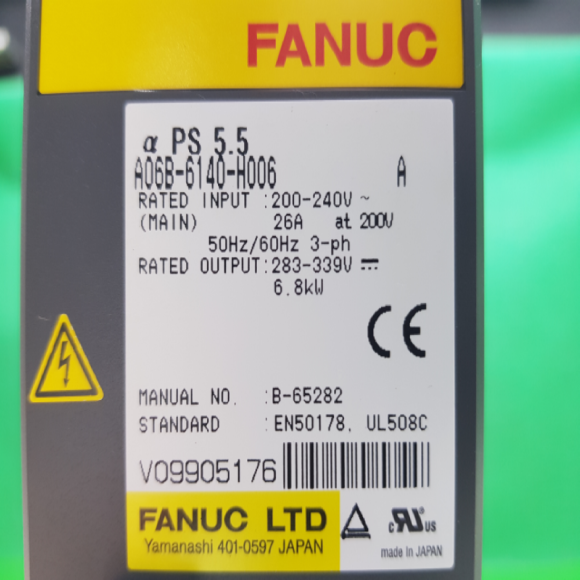 FANUC
α PS 5.5
A06B-6140-H006 A
RATED INPUT :200-240V ~
(MAIN) 26A at 200V
50Hz/60Hz 3-ph
RATED OUTPUT:283-339V ⎓
6.8kW
CE
MANUAL NO. :B-65282
STANDARD :EN50178, UL508C
V09905176
FANUC LTD
Yamanashi 401-0597 JAPAN
c RU us
made in JAPAN